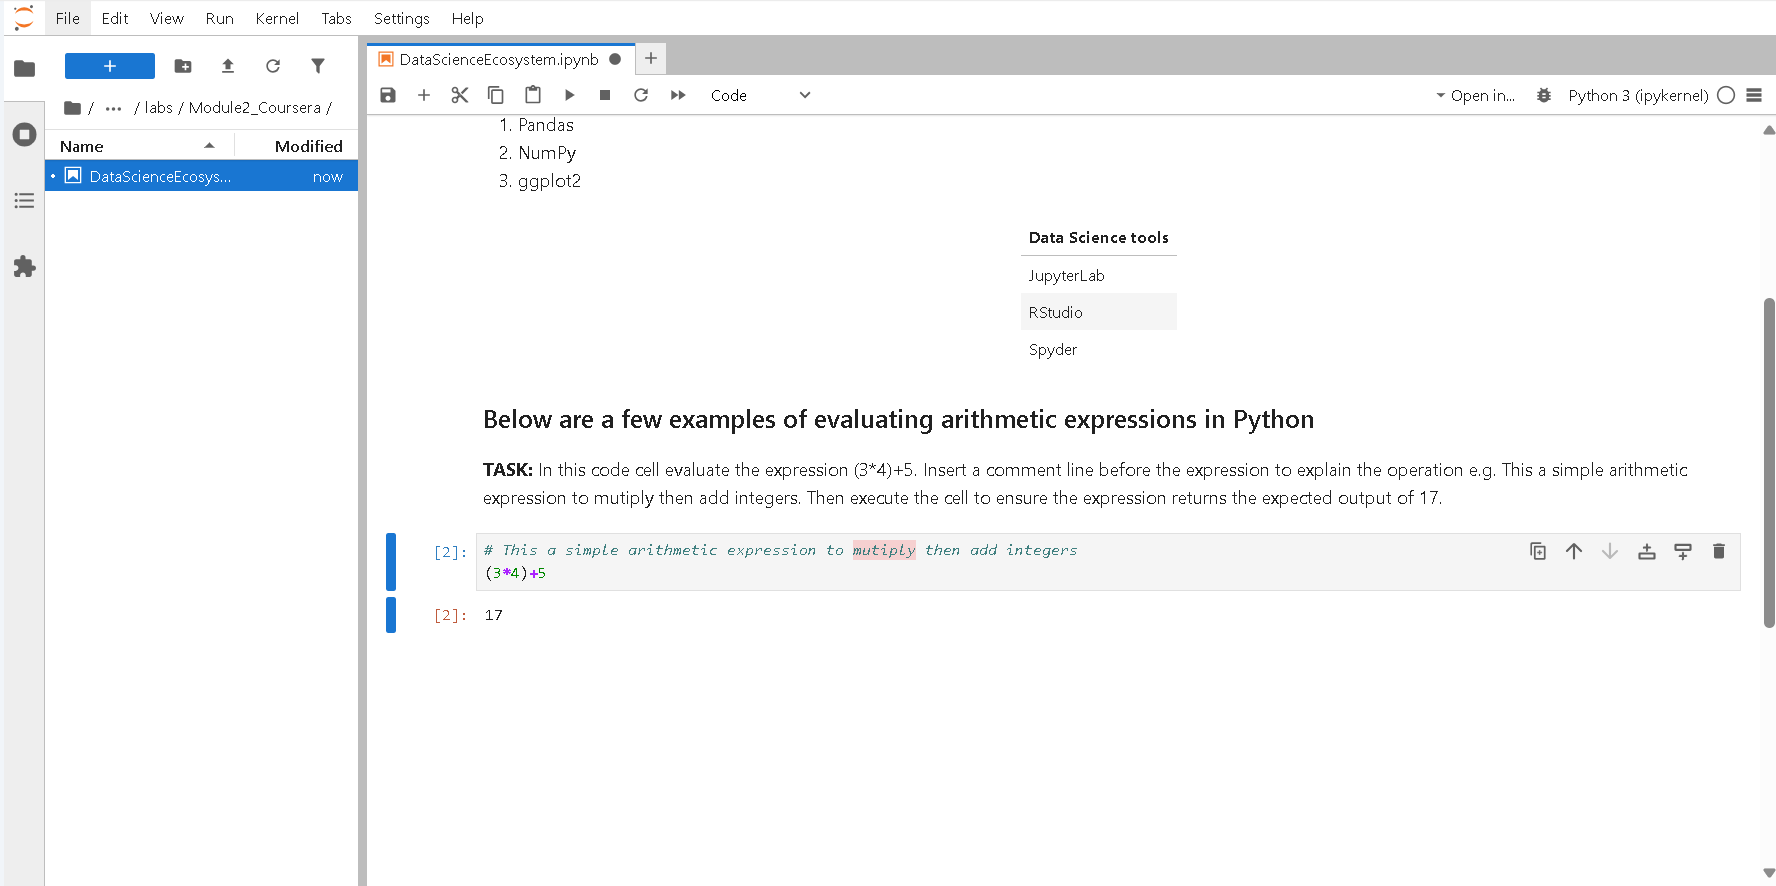 File Edit View Run Kernel Tabs Settings Help
DataScienceEcosystem.ipynb
/ ··· / labs / Module2_Coursera /
Code
Open in...
Python 3 (ipykernel)
Name Modified
DataScienceEcosys... now
1. Pandas
2. NumPy
3. ggplot2
Data Science tools
JupyterLab
RStudio
Spyder
Below are a few examples of evaluating arithmetic expressions in Python
TASK: In this code cell evaluate the expression (3*4)+5. Insert a comment line before the expression to explain the operation e.g. This a simple arithmetic
expression to mutiply then add integers. Then execute the cell to ensure the expression returns the expected output of 17.
[2]: # This a simple arithmetic expression to mutiply then add integers
(3*4)+5
[2]: 17